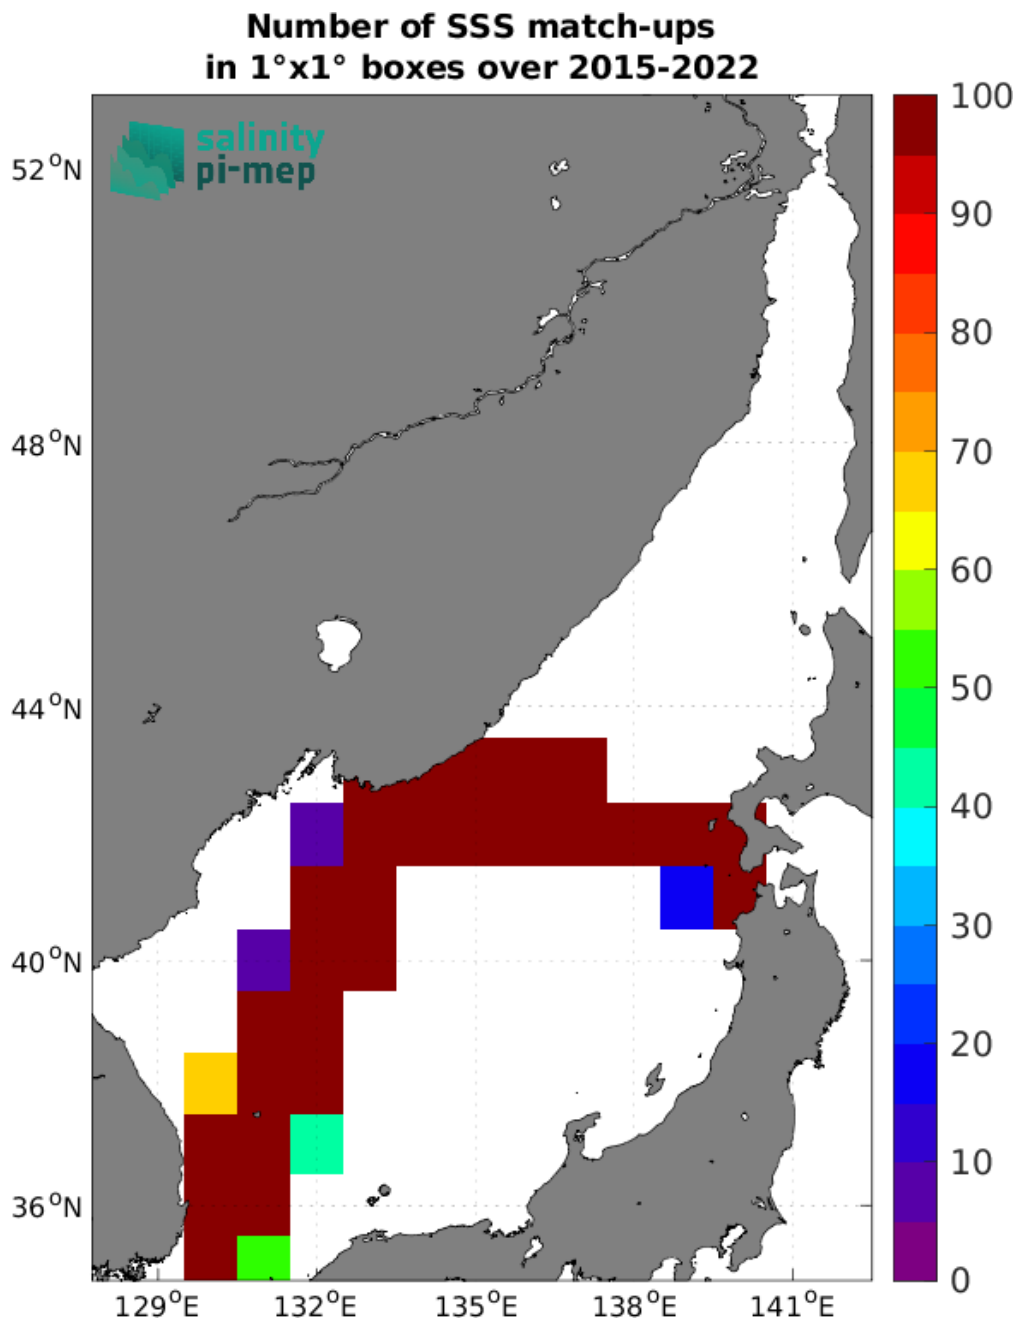 Number of SSS match-ups
in 1°x1° boxes over 2015-2022
salinity
pi-mep
52°N
48°N
44°N
40°N
36°N
129°E 132°E 135°E 138°E 141°E
100
90
80
70
60
50
40
30
20
10
0